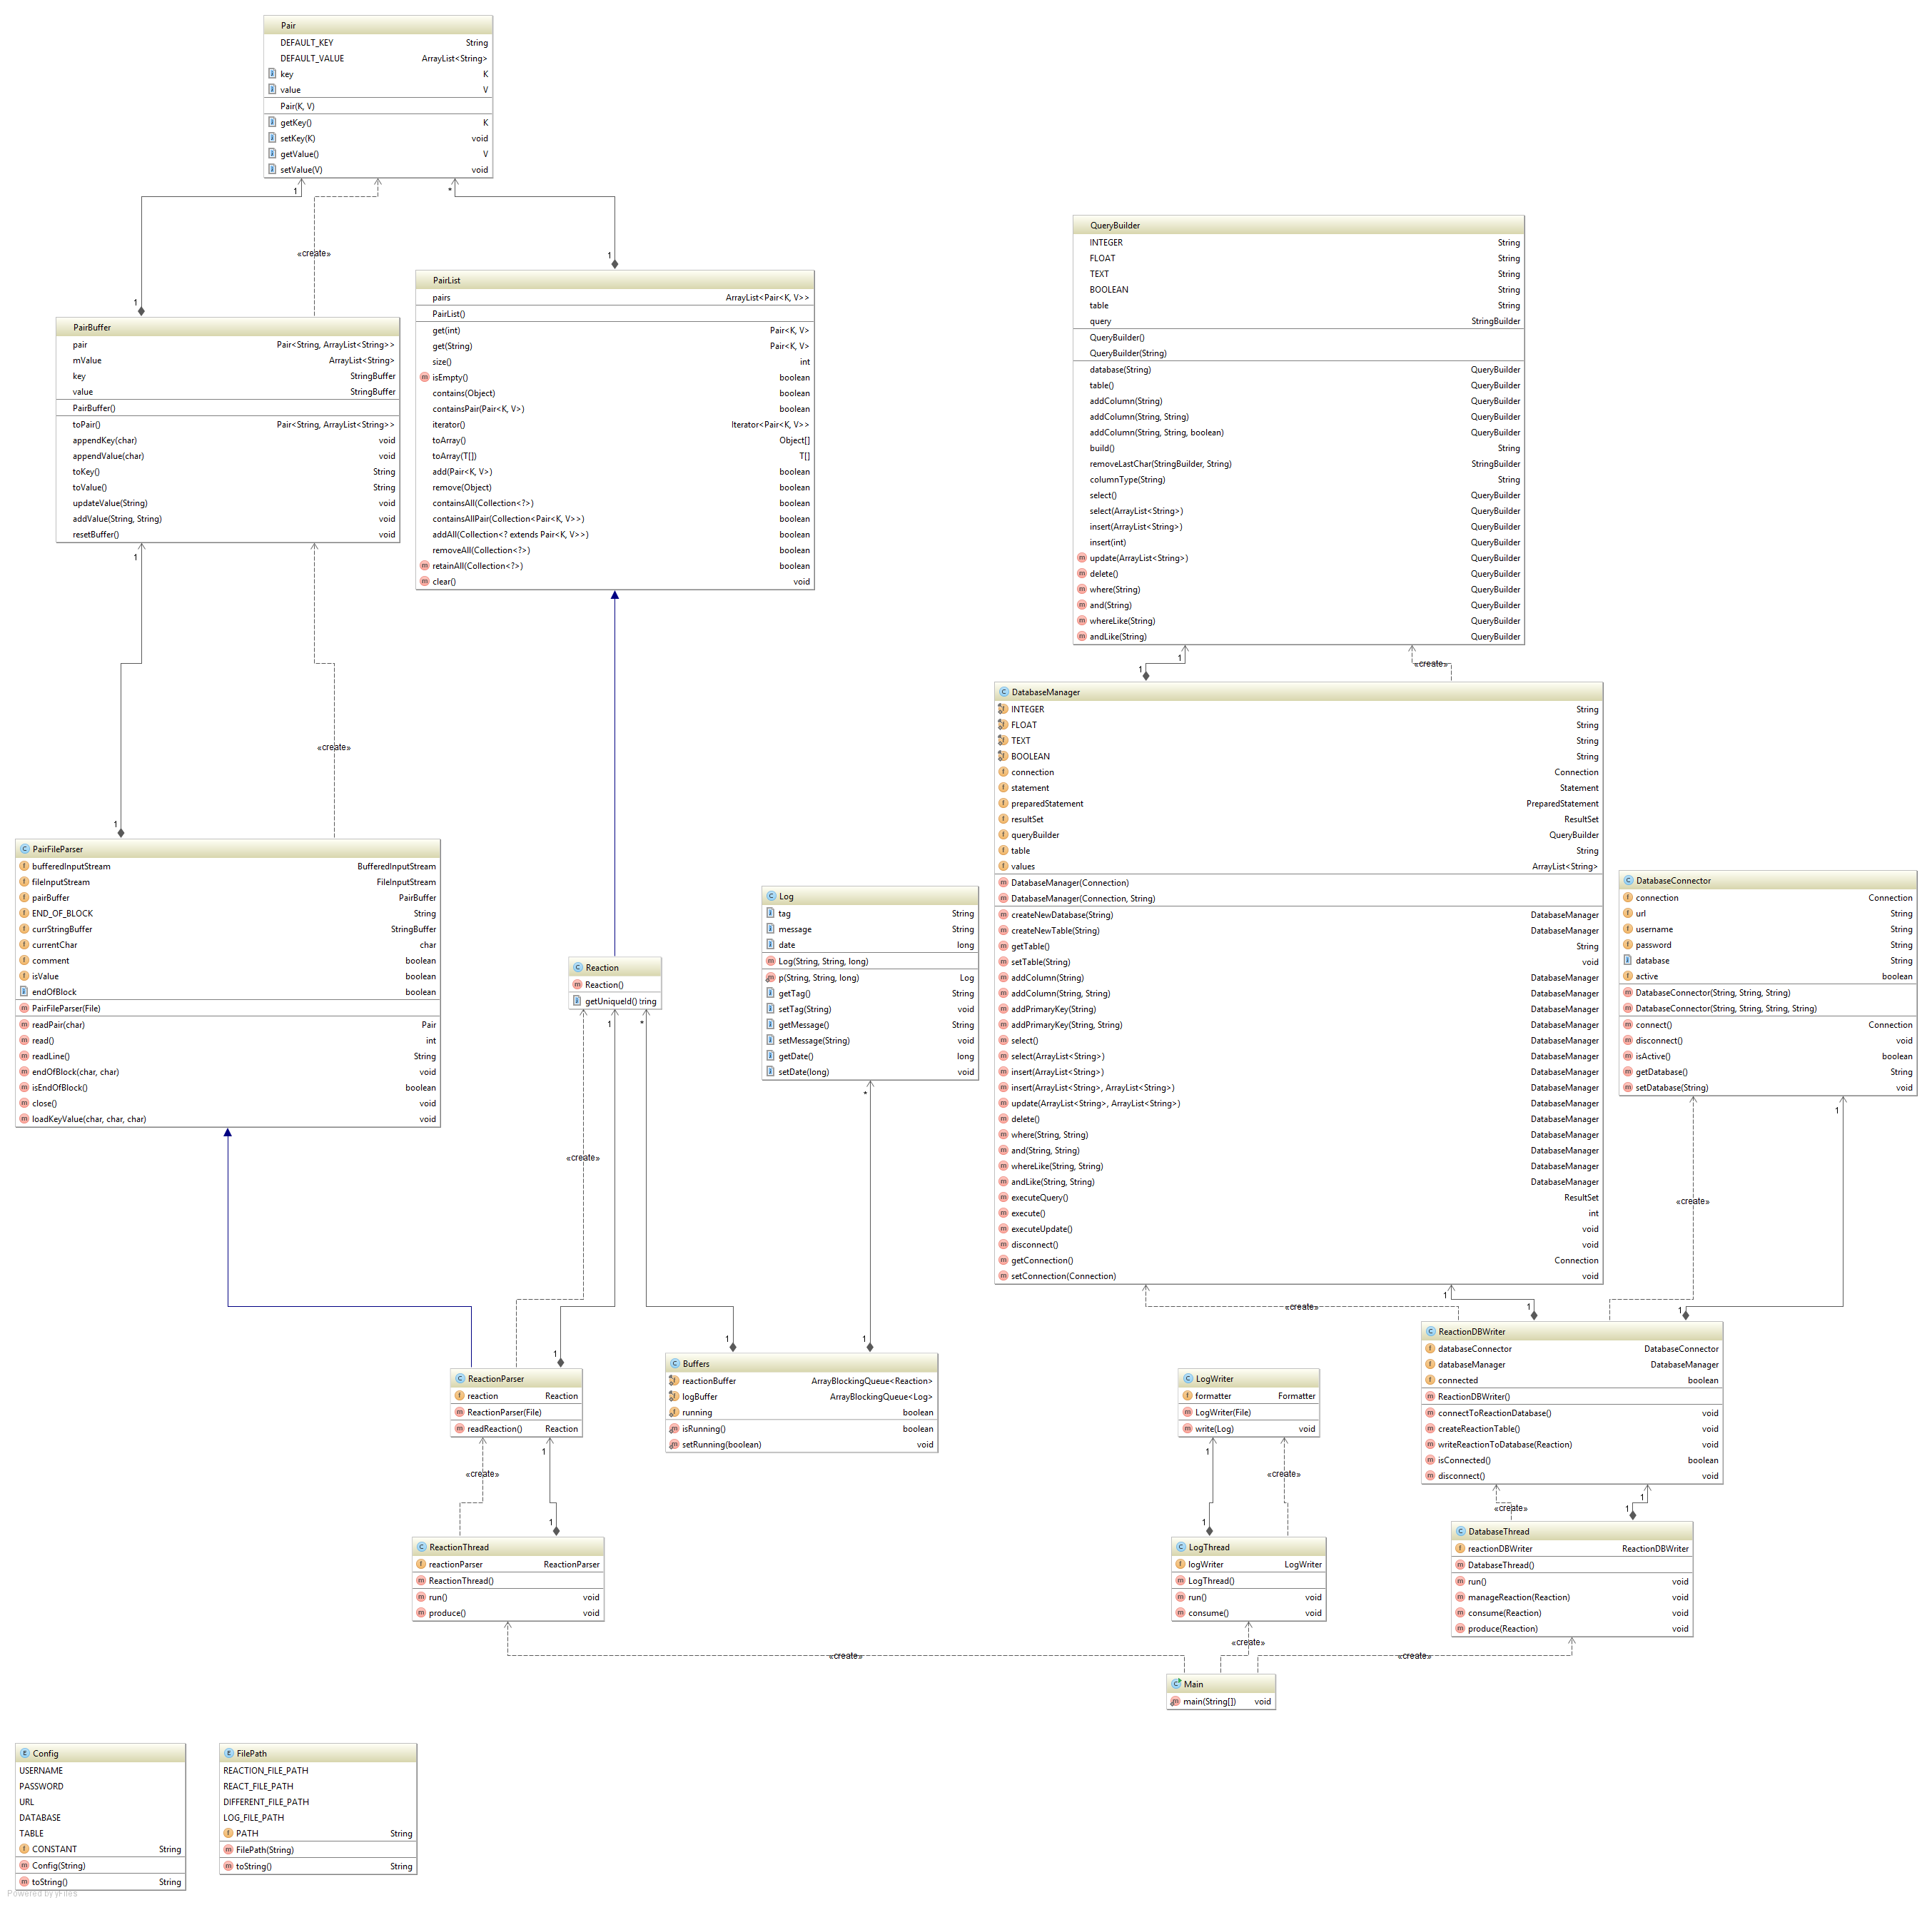 Pair
DEFAULT_KEY String
DEFAULT_VALUE ArrayList<String>
key K
value V
Pair(K, V)
getKey() K
setKey(K) void
getValue() V
setValue(V) void
1
*
«create»
1
1
PairBuffer
pair Pair<String, ArrayList<String>>
mValue ArrayList<String>
key StringBuffer
value StringBuffer
PairBuffer()
toPair() Pair<String, ArrayList<String>>
appendKey(char) void
appendValue(char) void
toKey() String
toValue() String
updateValue(String) void
addValue(String, String) void
resetBuffer() void
1
PairList
pairs ArrayList<Pair<K, V>>
PairList()
get(int) Pair<K, V>
get(String) Pair<K, V>
size() int
isEmpty() boolean
contains(Object) boolean
containsPair(Pair<K, V>) boolean
iterator() Iterator<Pair<K, V>>
toArray() Object[]
toArray(T[]) T[]
add(Pair<K, V>) boolean
remove(Object) boolean
containsAll(Collection<?>) boolean
containsAllPair(Collection<Pair<K, V>>) boolean
addAll(Collection<? extends Pair<K, V>>) boolean
removeAll(Collection<?>) boolean
retainAll(Collection<?>) boolean
clear() void
QueryBuilder
INTEGER String
FLOAT String
TEXT String
BOOLEAN String
table String
query StringBuilder
QueryBuilder()
QueryBuilder(String)
database(String) QueryBuilder
table() QueryBuilder
addColumn(String) QueryBuilder
addColumn(String, String) QueryBuilder
addColumn(String, String, boolean) QueryBuilder
build() String
removeLastChar(StringBuilder, String) StringBuilder
columnType(String) String
select() QueryBuilder
select(ArrayList<String>) QueryBuilder
insert(ArrayList<String>) QueryBuilder
insert(int) QueryBuilder
update(ArrayList<String>) QueryBuilder
delete() QueryBuilder
where(String) QueryBuilder
and(String) QueryBuilder
whereLike(String) QueryBuilder
andLike(String) QueryBuilder
1
1
«create»
«create»
1
PairFileParser
bufferedInputStream BufferedInputStream
fileInputStream FileInputStream
pairBuffer PairBuffer
END_OF_BLOCK String
currStringBuffer StringBuffer
currentChar char
comment boolean
isValue boolean
endOfBlock boolean
PairFileParser(File)
readPair(char) Pair
read() int
readLine() String
endOfBlock(char, char) void
isEndOfBlock() boolean
close() void
loadKeyValue(char, char, char) void
DatabaseManager
INTEGER String
FLOAT String
TEXT String
BOOLEAN String
connection Connection
statement Statement
preparedStatement PreparedStatement
resultSet ResultSet
queryBuilder QueryBuilder
table String
values ArrayList<String>
DatabaseManager(Connection)
DatabaseManager(Connection, String)
createNewDatabase(String) DatabaseManager
createNewTable(String) DatabaseManager
getTable() String
setTable(String) void
addColumn(String) DatabaseManager
addColumn(String, String) DatabaseManager
addPrimaryKey(String) DatabaseManager
addPrimaryKey(String, String) DatabaseManager
select() DatabaseManager
select(ArrayList<String>) DatabaseManager
insert(ArrayList<String>) DatabaseManager
insert(ArrayList<String>, ArrayList<String>) DatabaseManager
update(ArrayList<String>, ArrayList<String>) DatabaseManager
delete() DatabaseManager
where(String, String) DatabaseManager
and(String, String) DatabaseManager
whereLike(String, String) DatabaseManager
andLike(String, String) DatabaseManager
executeQuery() ResultSet
execute() int
executeUpdate() void
disconnect() void
getConnection() Connection
setConnection(Connection) void
DatabaseConnector
connection Connection
url String
username String
password String
database String
active boolean
DatabaseConnector(String, String, String)
DatabaseConnector(String, String, String, String)
connect() Connection
disconnect() void
isActive() boolean
getDatabase() String
setDatabase(String) void
1
«create»
Log
tag String
message String
date long
Log(String, String, long)
p(String, String, long) Log
getTag() String
setTag(String) void
getMessage() String
setMessage(String) void
getDate() long
setDate(long) void
*
Reaction
Reaction()
getUniqueId() tring
1
*
«create»
1
1
1
«create»
1
1
1
ReactionParser
reaction Reaction
ReactionParser(File)
readReaction() Reaction
1
«create»
1
Buffers
reactionBuffer ArrayBlockingQueue<Reaction>
logBuffer ArrayBlockingQueue<Log>
running boolean
isRunning() boolean
setRunning(boolean) void
LogWriter
formatter Formatter
LogWriter(File)
write(Log) void
1
«create»
1
ReactionDBWriter
databaseConnector DatabaseConnector
databaseManager DatabaseManager
connected boolean
ReactionDBWriter()
connectToReactionDatabase() void
createReactionTable() void
writeReactionToDatabase(Reaction) void
isConnected() boolean
disconnect() void
1
«create»
1
ReactionThread
reactionParser ReactionParser
ReactionThread()
run() void
produce() void
LogThread
logWriter LogWriter
LogThread()
run() void
consume() void
DatabaseThread
reactionDBWriter ReactionDBWriter
DatabaseThread()
run() void
manageReaction(Reaction) void
consume(Reaction) void
produce(Reaction) void
«create»
«create»
«create»
Main
main(String[]) void
Config
USERNAME
PASSWORD
URL
DATABASE
TABLE
CONSTANT String
Config(String)
toString() String
FilePath
REACTION_FILE_PATH
REACT_FILE_PATH
DIFFERENT_FILE_PATH
LOG_FILE_PATH
PATH String
FilePath(String)
toString() String
Powered by yFiles